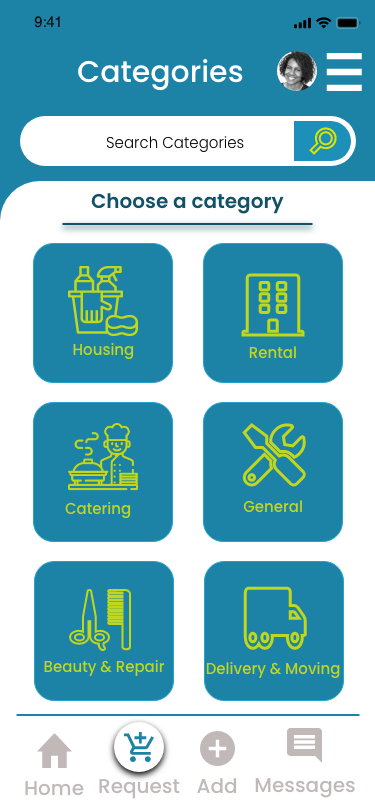 9:41
Categories
Search Categories
Choose a category
Housing
Rental
Catering
General
Beauty & Repair
Delivery & Moving
Home
Request
Add
Messages